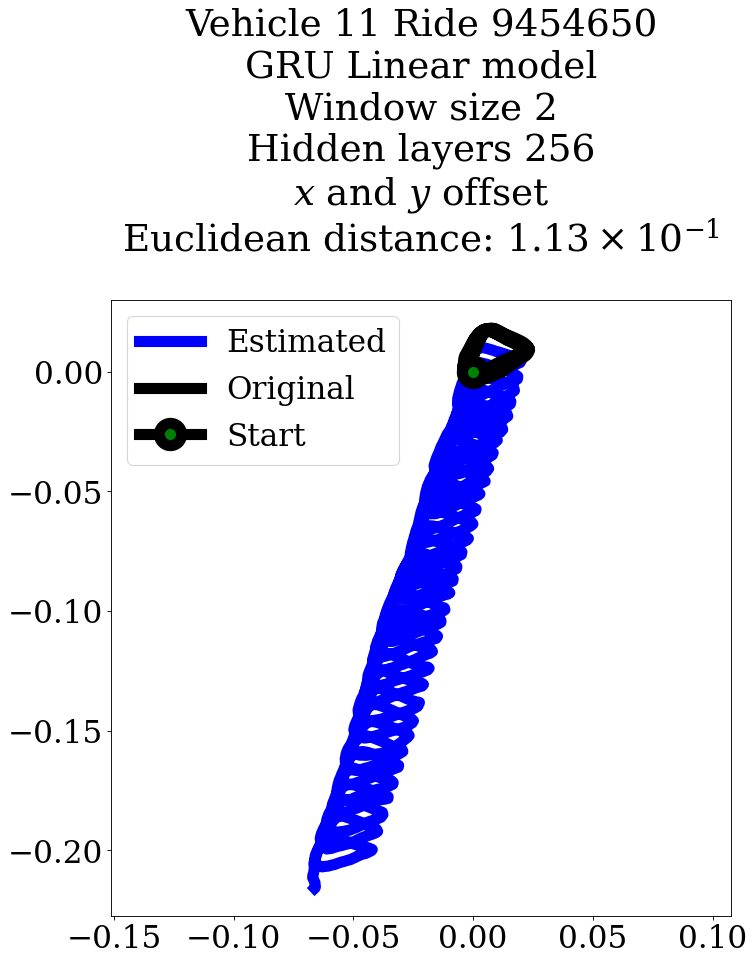 Vehicle 11 Ride 9454650
GRU Linear model
Window size 2
Hidden layers 256
x and y offset
Euclidean distance: 1.13 × 10⁻¹
Estimated
Original
Start
0.00
−0.05
−0.10
−0.15
−0.20
−0.15 −0.10 −0.05 0.00 0.05 0.10